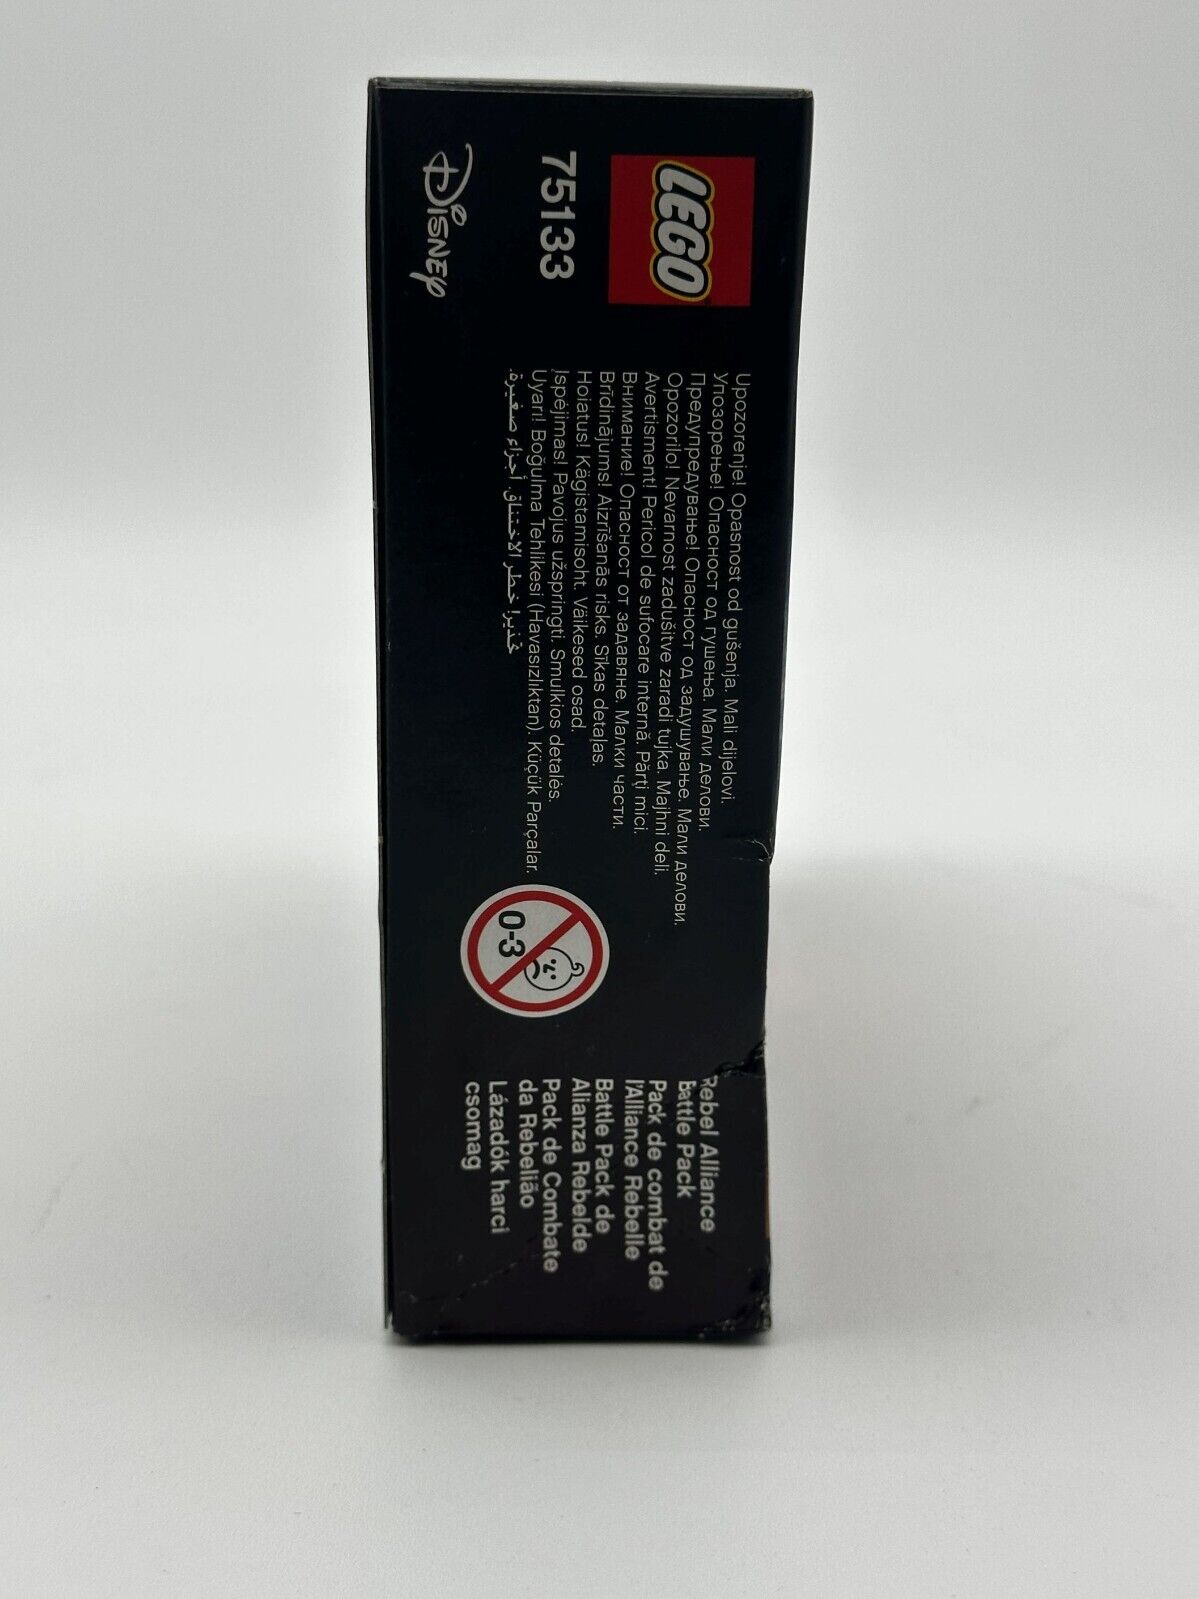 LEGO
75133
Disney
Upozorenje! Opasnost od gušenja. Mali dijelovi.
Упозорење! Опасност од гушења. Мали делови.
Предупредување! Опасност од задушување. Мали делови.
Opozorilo! Nevarnost zadušitve zaradi tujka. Majhni deli.
Avertisment! Pericol de sufocare internă. Părți mici.
Внимание! Опасност от задавяне. Малки части.
Brīdinājums! Aizrīšanās risks. Sīkas detaļas.
Hoiatus! Kägistamisoht. Väikesed osad.
Įspėjimas! Pavojus užspringti. Smulkios detalės.
Uyarı! Boğulma Tehlikesi (Havasızlıktan). Küçük Parçalar.
تحذير! خطر الاختناق. أجزاء صغيرة.
0-3
Rebel Alliance
Battle Pack
Pack de combat de
l'Alliance Rebelle
Battle Pack de
Alianza Rebelde
Pack de Combate
da Rebelião
Lázadók harci
csomag